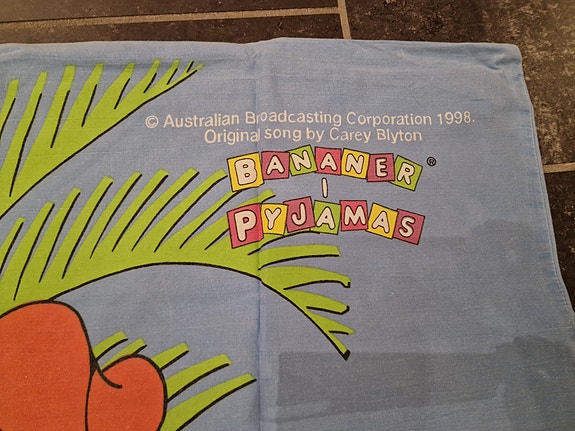 © Australian Broadcasting Corporation 1998.
Original song by Carey Blyton
BANANER ®
I
PYJAMAS